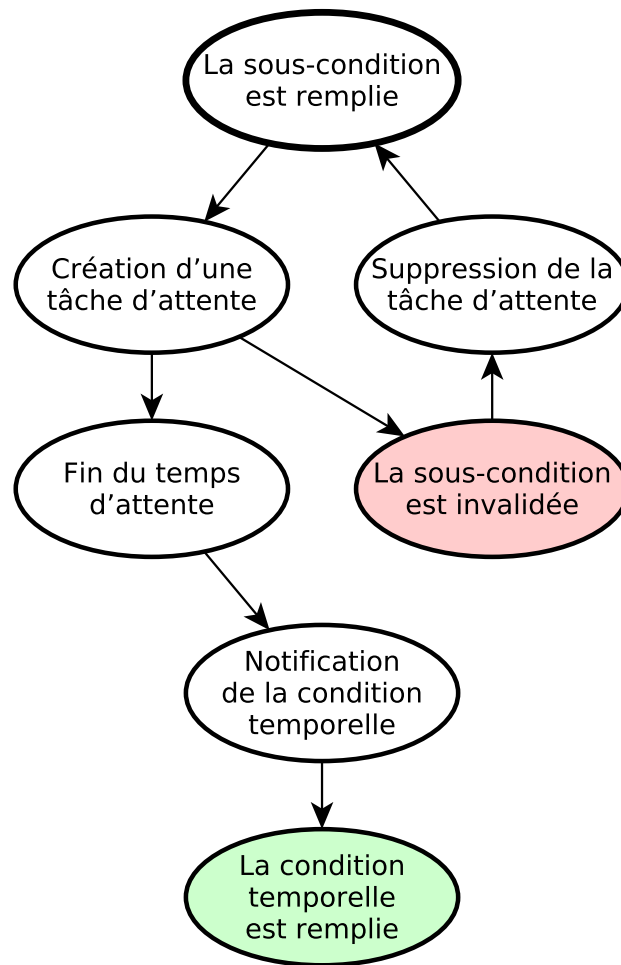 La sous-condition
est remplie
Création d’une
tâche d’attente
Suppression de la
tâche d’attente
Fin du temps
d’attente
La sous-condition
est invalidée
Notification
de la condition
temporelle
La condition
temporelle
est remplie